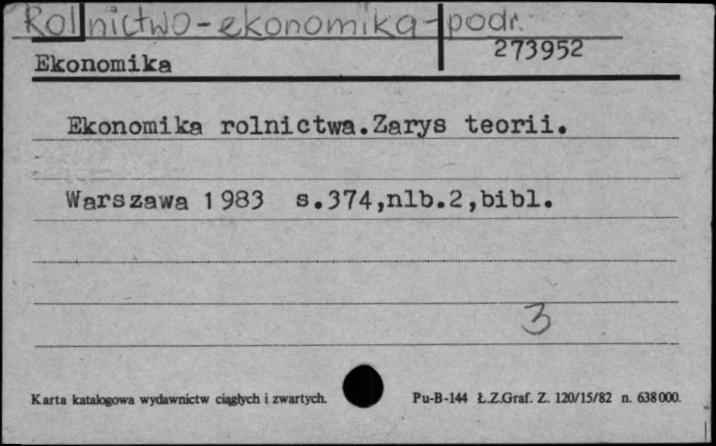 Rolnictwo-ekonomika-podr.
273952
Ekonomika
Ekonomika rolnictwa.Zarys teorii.
Warszawa 1983 s.374,nlb.2,bibl.
3
Karta katalogowa wydawnictw ciągłych i zwartych. Pu-B-144 Ł.Z.Graf. Z. 120/15/82 n. 638000.